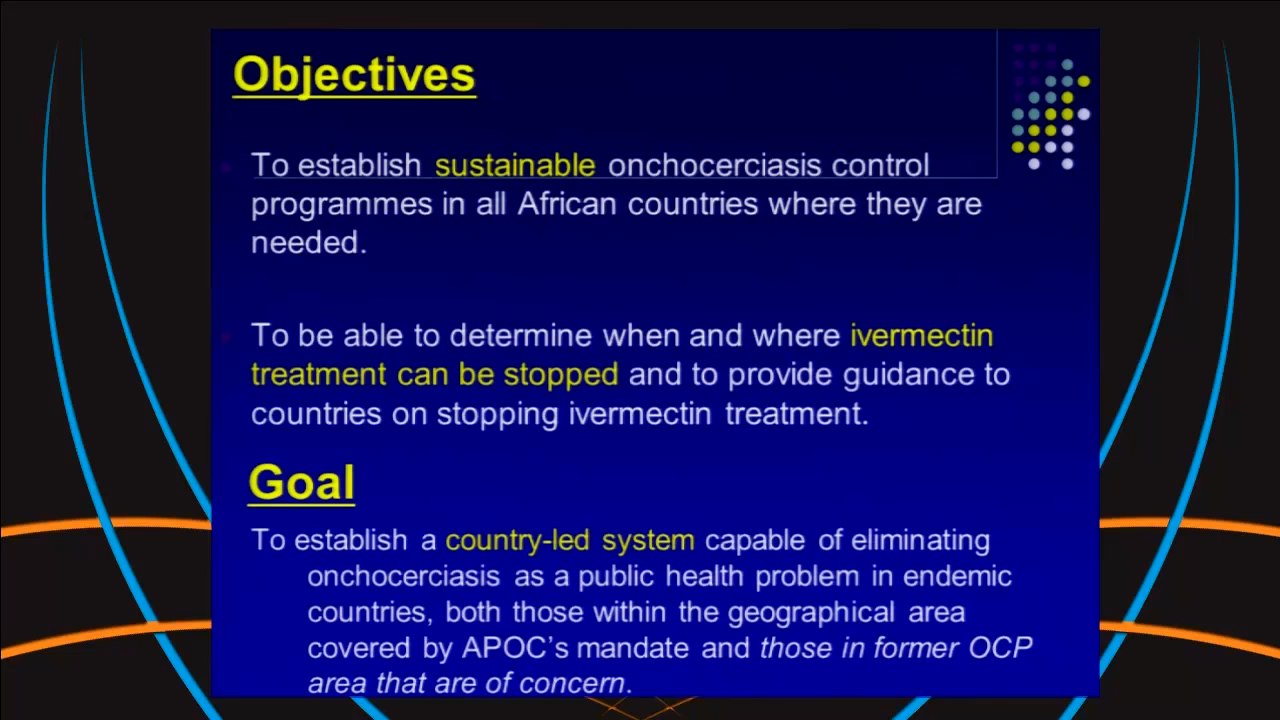 Objectives
To establish sustainable onchocerciasis control
programmes in all African countries where they are
needed.
To be able to determine when and where ivermectin
treatment can be stopped and to provide guidance to
countries on stopping ivermectin treatment.
Goal
To establish a country-led system capable of eliminating
onchocerciasis as a public health problem in endemic
countries, both those within the geographical area
covered by APOC’s mandate and those in former OCP
area that are of concern.